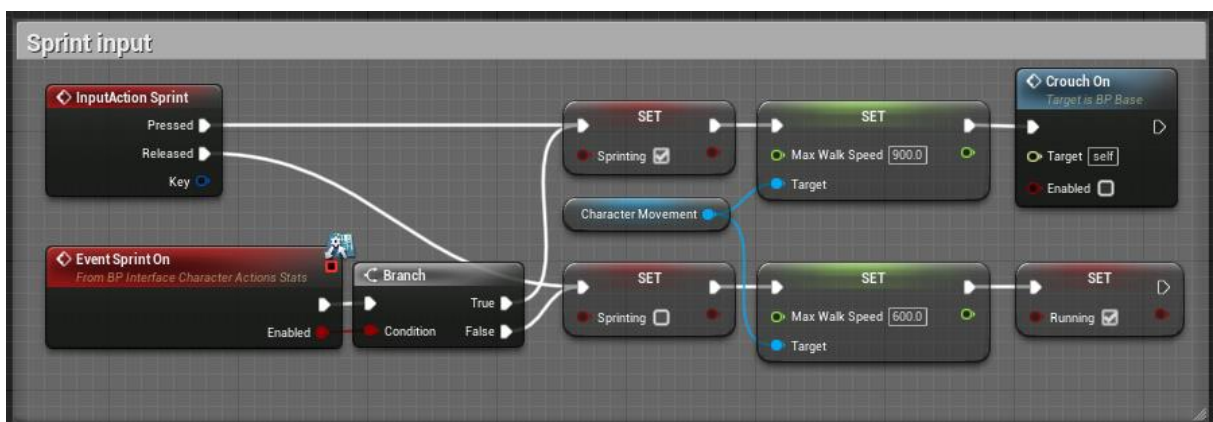 Sprint input
InputAction Sprint
Pressed
Released
Key
SET
Sprinting
SET
Max Walk Speed 900.0
Target
Crouch On
Target is BP Base
Target self
Enabled
Character Movement
Event Sprint On
From BP Interface Character Actions Stats
Enabled
Branch
True
Condition False
SET
Sprinting
SET
Max Walk Speed 600.0
Target
SET
Running